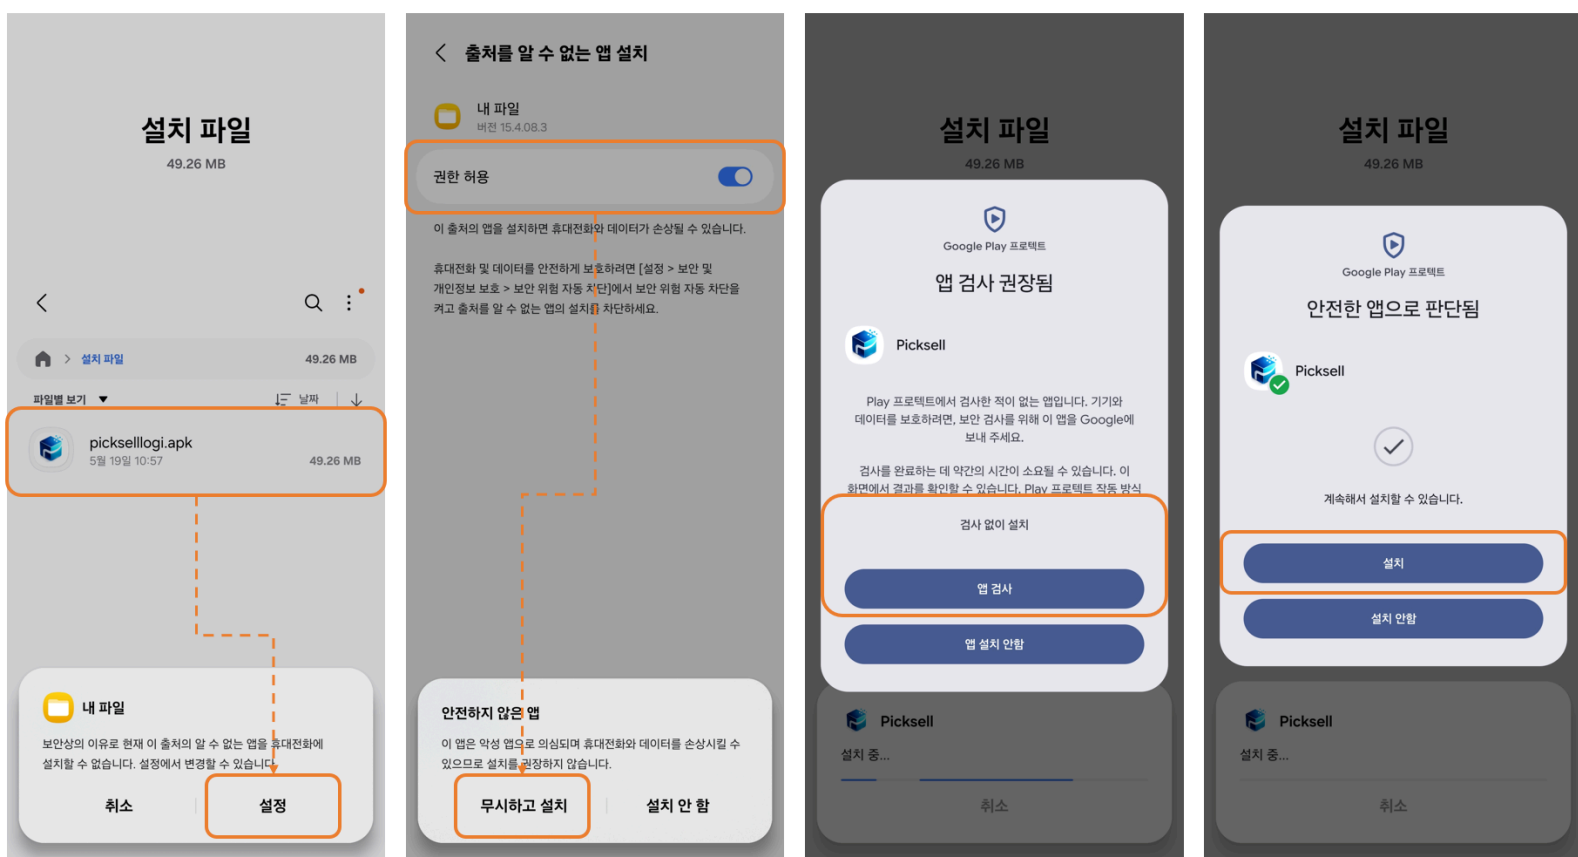 설치 파일
49.26 MB
설치 파일
49.26 MB
파일별 보기
날짜
pickselllogi.apk
5월 19일 10:57
49.26 MB
내 파일
보안상의 이유로 현재 이 출처의 알 수 없는 앱을 휴대전화에
설치할 수 없습니다. 설정에서 변경할 수 있습니다.
취소
설정
출처를 알 수 없는 앱 설치
내 파일
버전 15.4.08.3
권한 허용
이 출처의 앱을 설치하면 휴대전화와 데이터가 손상될 수 있습니다.
휴대전화 및 데이터를 안전하게 보호하려면 [설정 > 보안 및
개인정보 보호 > 보안 위험 자동 차단]에서 보안 위험 자동 차단을
켜고 출처를 알 수 없는 앱의 설치를 차단하세요.
안전하지 않은 앱
이 앱은 악성 앱으로 의심되며 휴대전화와 데이터를 손상시킬 수
있으므로 설치를 권장하지 않습니다.
무시하고 설치
설치 안 함
설치 파일
49.26 MB
Google Play 프로텍트
앱 검사 권장됨
Picksell
Play 프로텍트에서 검사한 적이 없는 앱입니다. 기기와
데이터를 보호하려면, 보안 검사를 위해 이 앱을 Google에
보내 주세요.
검사를 완료하는 데 약간의 시간이 소요될 수 있습니다. 이
화면에서 결과를 확인할 수 있습니다. Play 프로텍트 작동 방식
검사 없이 설치
앱 검사
앱 설치 안함
Picksell
설치 중...
취소
설치 파일
49.26 MB
Google Play 프로텍트
안전한 앱으로 판단됨
Picksell
계속해서 설치할 수 있습니다.
설치
설치 안함
Picksell
설치 중...
취소